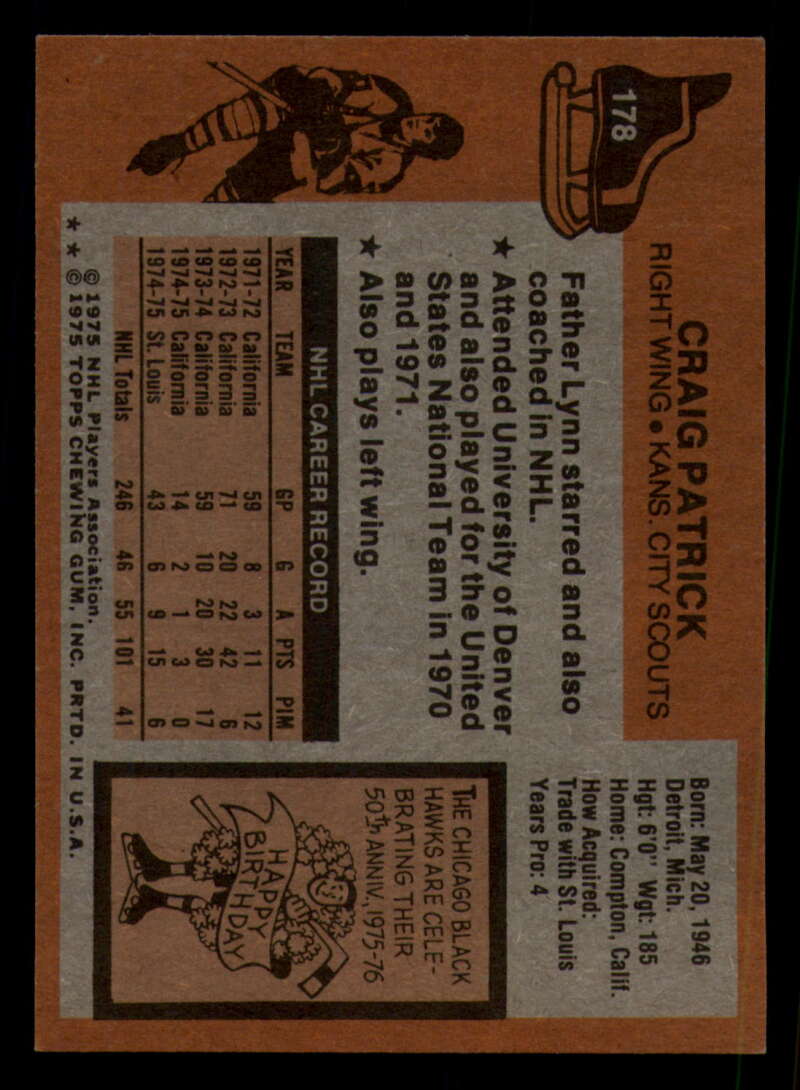 178
CRAIG PATRICK
RIGHT WING • KANS. CITY SCOUTS
Born: May 20, 1946
Detroit, Mich.
Hgt: 6'0" Wgt: 185
Home: Compton, Calif.
How Acquired:
Trade with St. Louis
Years Pro: 4
Father Lynn starred and also
coached in NHL.
★ Attended University of Denver
and also played for the United
States National Team in 1970
and 1971.
★ Also plays left wing.
NHL CAREER RECORD
YEAR TEAM GP G A PTS PIM
1971-72 California 59 8 3 11 12
1972-73 California 71 20 22 42 6
1973-74 California 59 10 20 30 17
1974-75 California 14 2 1 3 0
1974-75 St. Louis 43 6 9 15 6
NHL Totals 246 46 55 101 41
THE CHICAGO BLACK
HAWKS ARE CELE-
BRATING THEIR
50th ANNIV., 1975-76
HAPPY
BIRTHDAY
© 1975 NHL Players Association.
★ ★ © 1975 TOPPS CHEWING GUM, INC. PRTD. IN U.S.A.